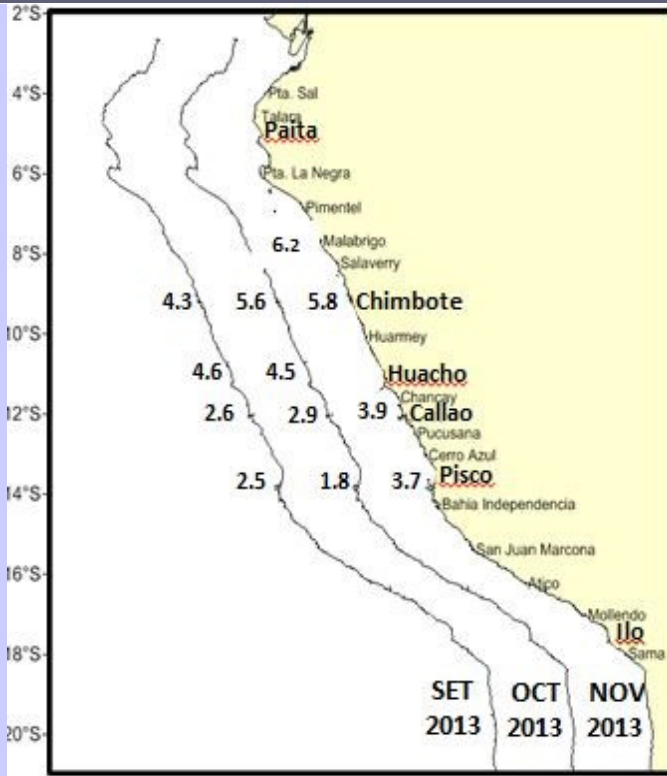 2°S
4°S
Pta. Sal
Talara
Paita
6°S
Pta. La Negra
Pimentel
6.2
Malabrigo
8°S
Salaverry
4.3 5.6 5.8 Chimbote
10°S
Huarmey
4.6 4.5 Huacho
Chancay
2.6 2.9 3.9 Callao
12°S
Pucusana
Cerro Azul
2.5 1.8 3.7 Pisco
14°S
Bahia Independencia
San Juan Marcona
16°S
Atico
Mollendo
Ilo
18°S
Sama
SET OCT NOV
2013 2013 2013
20°S